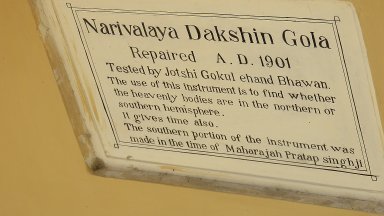 Narivalaya Dakshin Gola
Repaired A. D. 1901
Tested by Jotshi Gokul ehand Bhawan.
The use of this instrument is to find whether
the heavenly bodies are in the northern or
southern hemisphere.
It gives time also.
The southern portion of the instrument was
made in the time of Maharajah Pratap singhji.